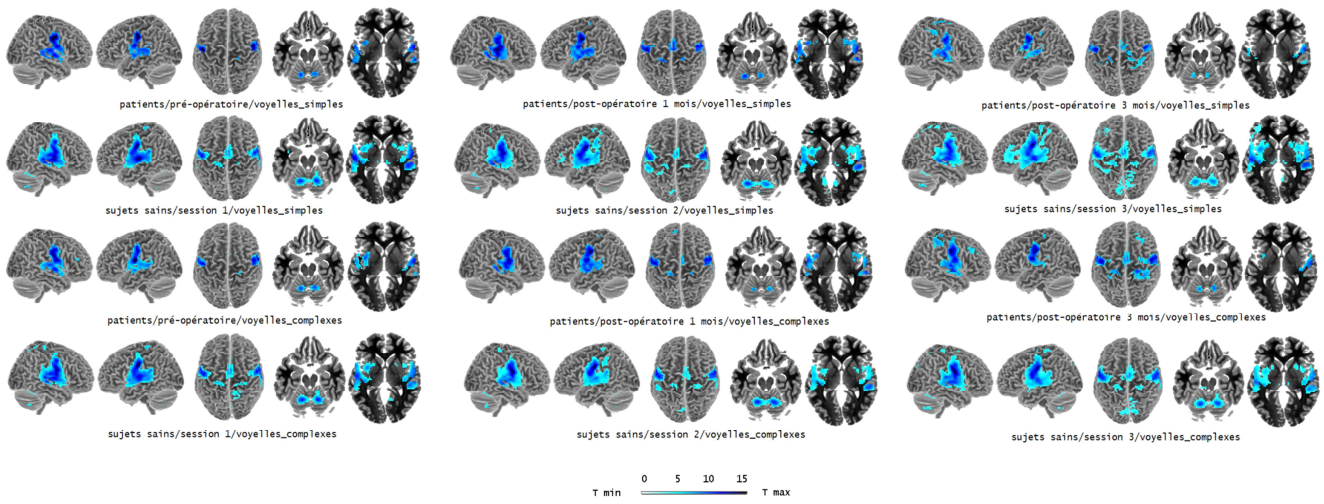 patients/pré-opératoire/voyelles_simples
patients/post-opératoire 1 mois/voyelles_simples
patients/post-opératoire 3 mois/voyelles_simples
sujets sains/session 1/voyelles_simples
sujets sains/session 2/voyelles_simples
sujets sains/session 3/voyelles_simples
patients/pré-opératoire/voyelles_complexes
patients/post-opératoire 1 mois/voyelles_complexes
patients/post-opératoire 3 mois/voyelles_complexes
sujets sains/session 1/voyelles_complexes
sujets sains/session 2/voyelles_complexes
sujets sains/session 3/voyelles_complexes
0 5 10 15
T min T max